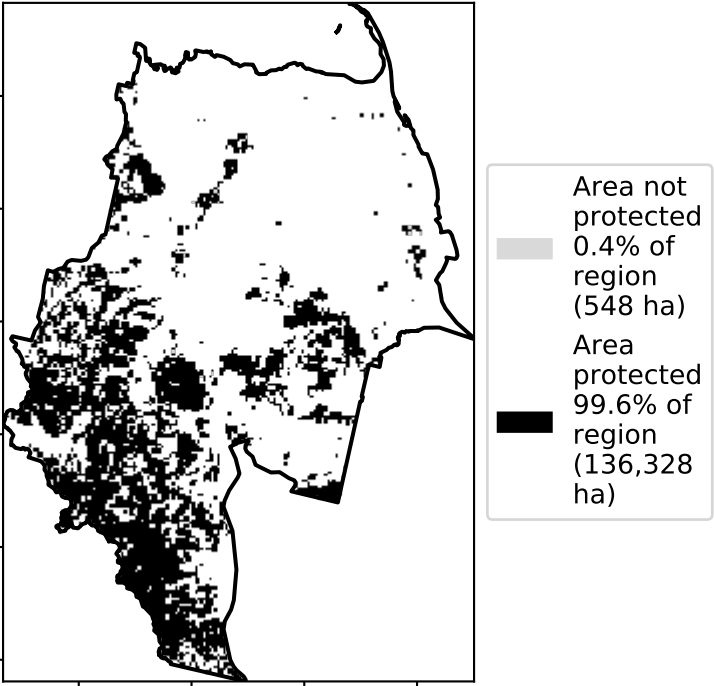 Area not
protected
0.4% of
region
(548 ha)
Area
protected
99.6% of
region
(136,328
ha)